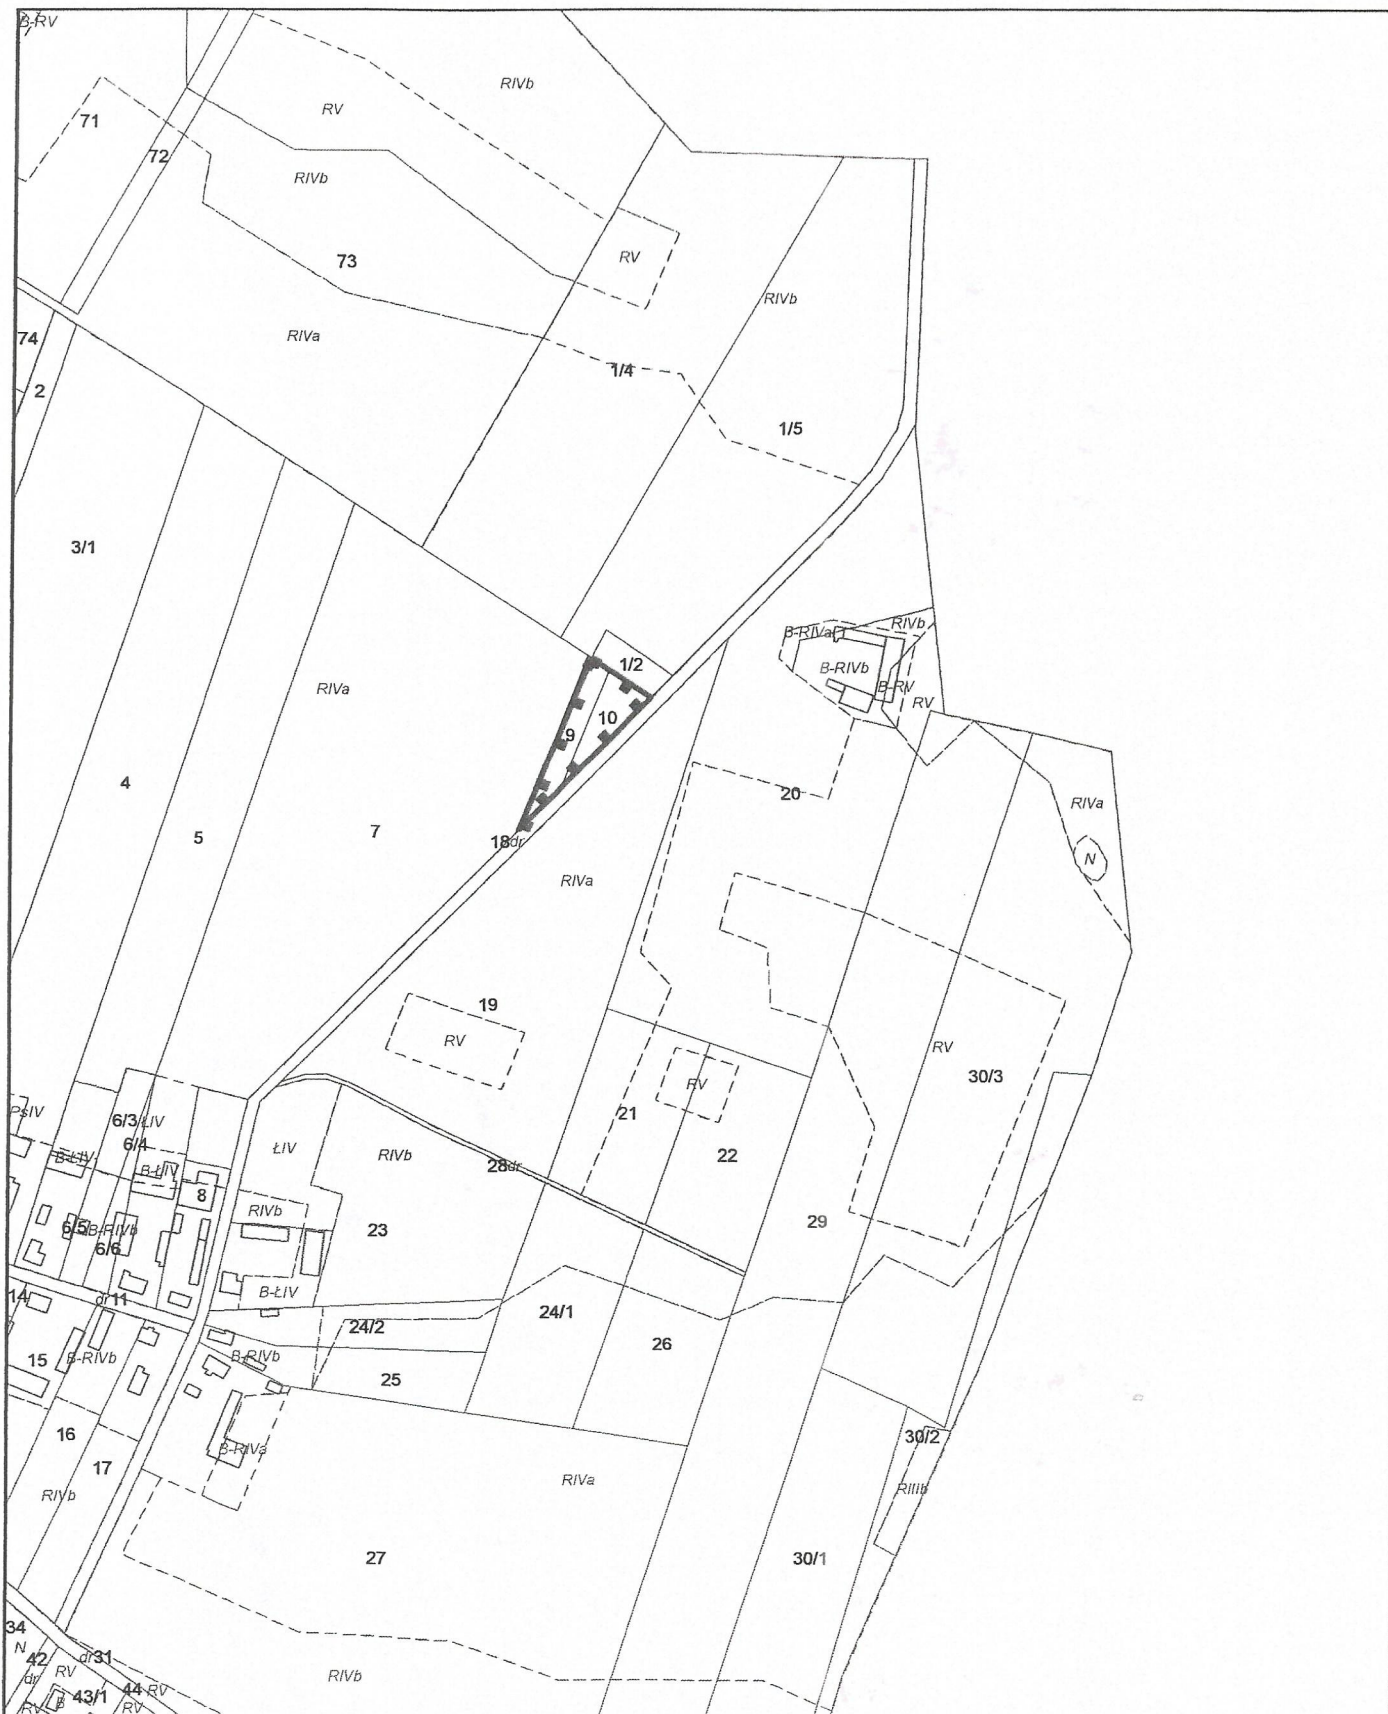 B-RV
RIVb
RV
71
72
RIVb
73
RV
RIVb
RIVa
74
1/4
2
1/5
3/1
RIVb
B-RIVa
1/2
B-RIVb
RIVa
B-RV
RV
10
9
4
20
RIVa
5
7
18dr
N
RIVa
19
RV
RV
30/3
RV
PsIV
6/3 ŁIV
21
6/4
ŁIV
RIVb
22
B-ŁIV
B-ŁIV
28dr
8
RIVb
29
6/5 B-RIVb
23
6/6
B-ŁIV
14
dr 11
24/1
24/2
26
15
B-RIVb
B-RIVb
25
16
30/2
B-RIVa
17
RIVa
RIIIb
RIVb
27
30/1
34
N
42
dr31
RV
RIVb
dr
44 RV
43/1
B
RV
RV